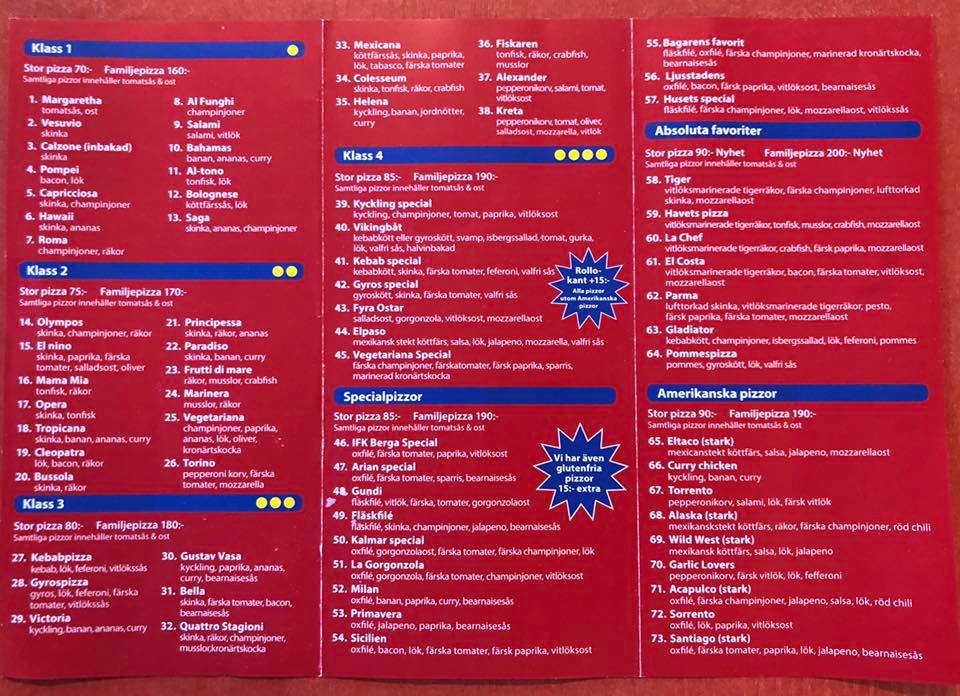 Klass 1
Stor pizza 70:- Familjepizza 160:-
Samtliga pizzor innehåller tomatsås & ost
1. Margaretha
tomatsås, ost
2. Vesuvio
skinka
3. Calzone (inbakad)
skinka
4. Pompei
bacon, lök
5. Capricciosa
skinka, champinjoner
6. Hawaii
skinka, ananas
7. Roma
champinjoner, räkor
8. Al Funghi
champinjoner
9. Salami
salami, vitlök
10. Bahamas
banan, ananas, curry
11. Al-tono
tonfisk, lök
12. Bolognese
köttfärssås, lök
13. Saga
skinka, ananas, champinjoner
Klass 2
Stor pizza 75:- Familjepizza 170:-
Samtliga pizzor innehåller tomatsås & ost
14. Olympos
skinka, champinjoner, räkor
15. El nino
skinka, paprika, färska
tomater, salladsost, oliver
16. Mama Mia
tonfisk, räkor
17. Opera
skinka, tonfisk
18. Tropicana
skinka, banan, ananas, curry
19. Cleopatra
lök, bacon, räkor
20. Bussola
skinka, räkor
21. Principessa
skinka, räkor, ananas
22. Paradiso
skinka, banan, curry
23. Frutti di mare
räkor, musslor, crabfish
24. Marinera
musslor, räkor
25. Vegetariana
champinjoner, paprika,
ananas, lök, oliver,
kronärtskocka
26. Torino
pepperoni korv, färska
tomater, mozzarella
Klass 3
Stor pizza 80:- Familjepizza 180:-
Samtliga pizzor innehåller tomatsås & ost
27. Kebabpizza
kebab, lök, feferoni, vitlökssås
28. Gyrospizza
gyros, lök, feferoni, färska
tomater, vitlökssås
29. Victoria
kyckling, banan, ananas, curry
30. Gustav Vasa
kyckling, paprika, ananas,
curry, bearnaisesås
31. Bella
skinka, färska tomater, bacon,
bearnaisesås
32. Quattro Stagioni
skinka, räkor, champinjoner,
musslor,kronärtskocka
33. Mexicana
köttfärssås, skinka, paprika,
lök, tabasco, färska tomater
34. Colesseum
skinka, tonfisk, räkor, crabfish
35. Helena
kyckling, banan, jordnötter,
curry
36. Fiskaren
tonfisk, räkor, crabfish,
musslor
37. Alexander
pepperonikorv, salami, tomat,
vitlöksost
38. Kreta
pepperonikorv, tomat, oliver,
salladsost, mozzarella, vitlök
Klass 4
Stor pizza 85:- Familjepizza 190:-
Samtliga pizzor innehåller tomatsås & ost
39. Kyckling special
kyckling, champinjoner, tomat, paprika, vitlöksost
40. Vikingbåt
kebabkött eller gyroskött, svamp, isbergssallad, tomat, gurka,
lök, valfri sås, halvinbakad
41. Kebab special
kebabkött, skinka, färska tomater, feferoni, valfri sås
42. Gyros special
gyroskött, skinka, färska tomater, valfri sås
43. Fyra Ostar
salladsost, gorgonzola, vitlöksost, mozzarellaost
44. Elpaso
mexikansk stekt köttfärs, salsa, lök, jalapeno, mozzarella, valfri sås
45. Vegetariana Special
färska champinjoner, färskatomater, färsk paprika, sparris,
marinerad kronärtskocka
Rollo-
kant +15:-
Alla pizzor
utom Amerikanska
pizzor
Specialpizzor
Stor pizza 85:- Familjepizza 190:-
Samtliga pizzor innehåller tomatsås & ost
46. IFK Berga Special
oxfilé, färska tomater, paprika, vitlöksost
47. Arian special
oxfilé, färska tomater, sparris, bearnaisesås
48. Gundi
fläskfilé, vitlök, färska, tomater, gorgonzolaost
49. Fläskfilé
fläskfilé, skinka, champinjoner, jalapeno, bearnaisesås
50. Kalmar special
oxfilé, gorgonzolaost, färska tomater, färska champinjoner, lök
51. La Gorgonzola
oxfilé, gorgonzola, färska tomater, champinjoner, vitlöksost
52. Milan
oxfilé, banan, paprika, curry, bearnaisesås
53. Primavera
oxfilé, jalapeno, paprika, bearnaisesås
54. Sicilien
oxfilé, bacon, lök, färska tomater, färsk paprika, vitlöksost
Vi har även
glutenfria
pizzor
15:- extra
55. Bagarens favorit
fläskfilé, oxfilé, färska champinjoner, marinerad kronärtskocka,
bearnaisesås
56. Ljusstadens
oxfilé, bacon, färsk paprika, vitlöksost, bearnaisesås
57. Husets special
fläskfilé, färska champinjoner, lök, mozzarellaost, vitlökssås
Absoluta favoriter
Stor pizza 90:- Nyhet Familjepizza 200:- Nyhet
Samtliga pizzor innehåller tomatsås & ost
58. Tiger
vitlöksmarinerade tigerräkor, färska champinjoner, lufttorkad
skinka, mozzarellaost
59. Havets pizza
vitlöksmarinerade tigerräkor, tonfisk, musslor, crabfish, mozzarellaost
60. La Chef
vitlöksmarinerade tigerräkor, crabfish, färsk paprika, mozzarellaost
61. El Costa
vitlöksmarinerade tigerräkor, bacon, färska tomater, vitlöksost,
mozzarellaost
62. Parma
lufttorkad skinka, vitlöksmarinerade tigerräkor, pesto,
färsk paprika, färska tomater, mozzarellaost
63. Gladiator
kebabkött, champinjoner, isbergssallad, lök, feferoni, pommes
64. Pommespizza
pommes, gyroskött, lök, valfri sås
Amerikanska pizzor
Stor pizza 90:- Familjepizza 190:-
Samtliga pizzor innehåller tomatsås & ost
65. Eltaco (stark)
mexicanstekt köttfärs, salsa, jalapeno, mozzarellaost
66. Curry chicken
kyckling, banan, curry
67. Torrento
pepperonikorv, salami, lök, färsk vitlök
68. Alaska (stark)
mexikanskstekt köttfärs, räkor, färska champinjoner, röd chili
69. Wild West (stark)
mexikansk köttfärs, salsa, lök, jalapeno
70. Garlic Lovers
pepperonikorv, färsk vitlök, lök, fefferoni
71. Acapulco (stark)
oxfilé, färska champinjoner, jalapeno, salsa, lök, röd chili
72. Sorrento
oxfilé, lök, paprika, vitlöksost
73. Santiago (stark)
oxfilé, färska tomater, paprika, lök, jalapeno, bearnaisesås